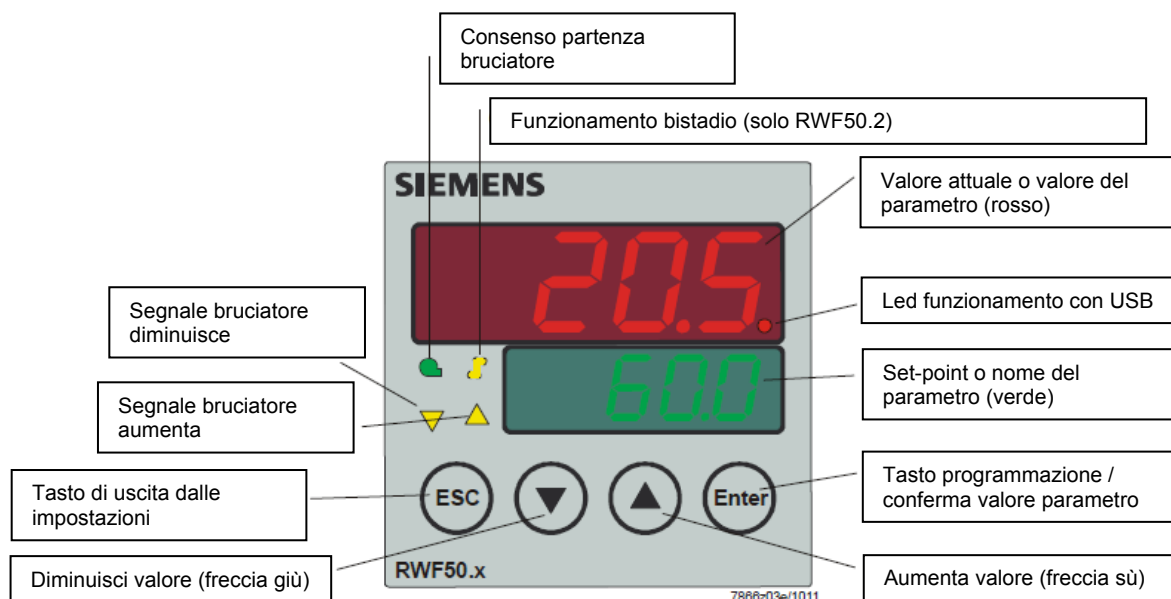 Consenso partenza
bruciatore
Funzionamento bistadio (solo RWF50.2)
SIEMENS
Valore attuale o valore del
parametro (rosso)
20.5.
Led funzionamento con USB
Segnale bruciatore
diminuisce
60.0
Set-point o nome del
parametro (verde)
Segnale bruciatore
aumenta
Tasto di uscita dalle
impostazioni
ESC
Enter
Tasto programmazione /
conferma valore parametro
Diminuisci valore (freccia giù)
RWF50.x
Aumenta valore (freccia sù)
7866z03e/1011